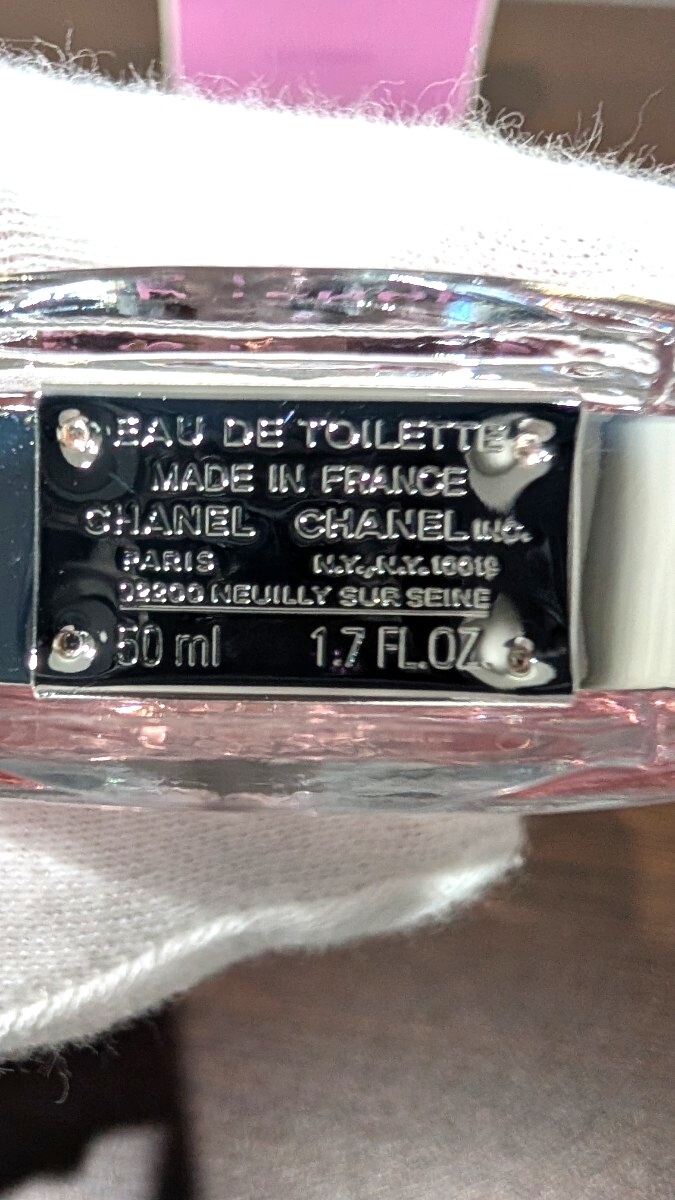 EAU DE TOILETTE
MADE IN FRANCE
CHANEL CHANEL INC.
PARIS N.Y., N.Y. 10019
92200 NEUILLY SUR SEINE
50 ml 1.7 FL.OZ.